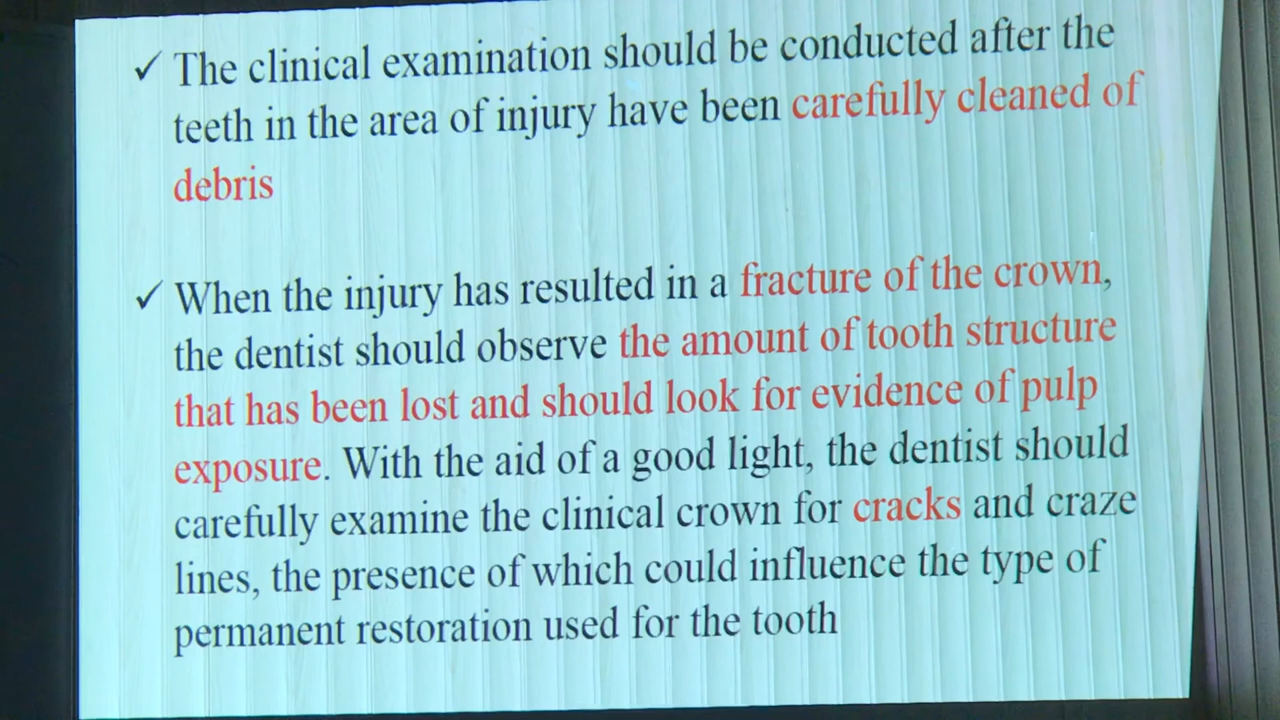 ✓ The clinical examination should be conducted after the
teeth in the area of injury have been carefully cleaned of
debris
✓ When the injury has resulted in a fracture of the crown,
the dentist should observe the amount of tooth structure
that has been lost and should look for evidence of pulp
exposure. With the aid of a good light, the dentist should
carefully examine the clinical crown for cracks and craze
lines, the presence of which could influence the type of
permanent restoration used for the tooth